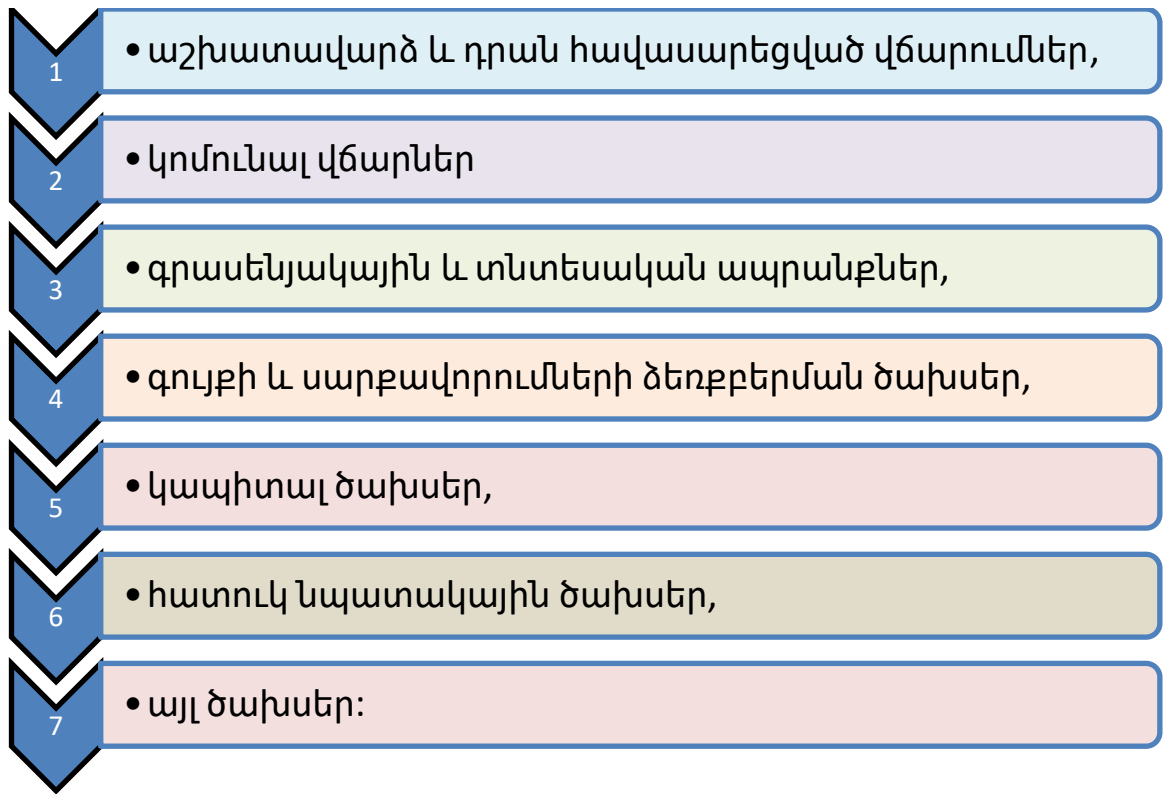 1 • աշխատավարձ և դրան հավասարեցված վճարումներ,
2 • կոմունալ վճարներ
3 • գրասենյակային և տնտեսական ապրանքներ,
4 • գույքի և սարքավորումների ձեռքբերման ծախսեր,
5 • կապիտալ ծախսեր,
6 • հատուկ նպատակային ծախսեր,
7 • այլ ծախսեր: